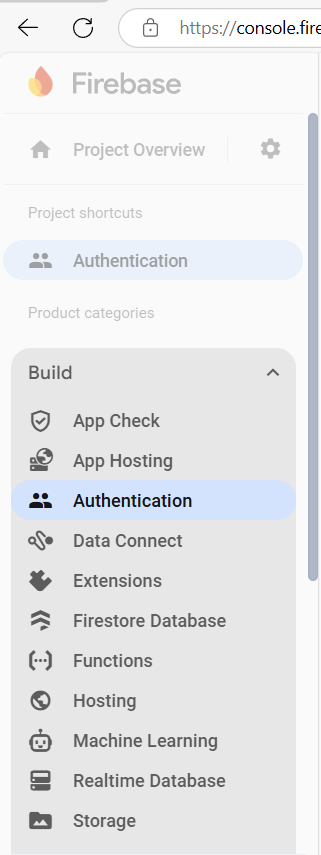 https://console.fire
Firebase
Project Overview
Project shortcuts
Authentication
Product categories
Build
App Check
App Hosting
Authentication
Data Connect
Extensions
Firestore Database
Functions
Hosting
Machine Learning
Realtime Database
Storage